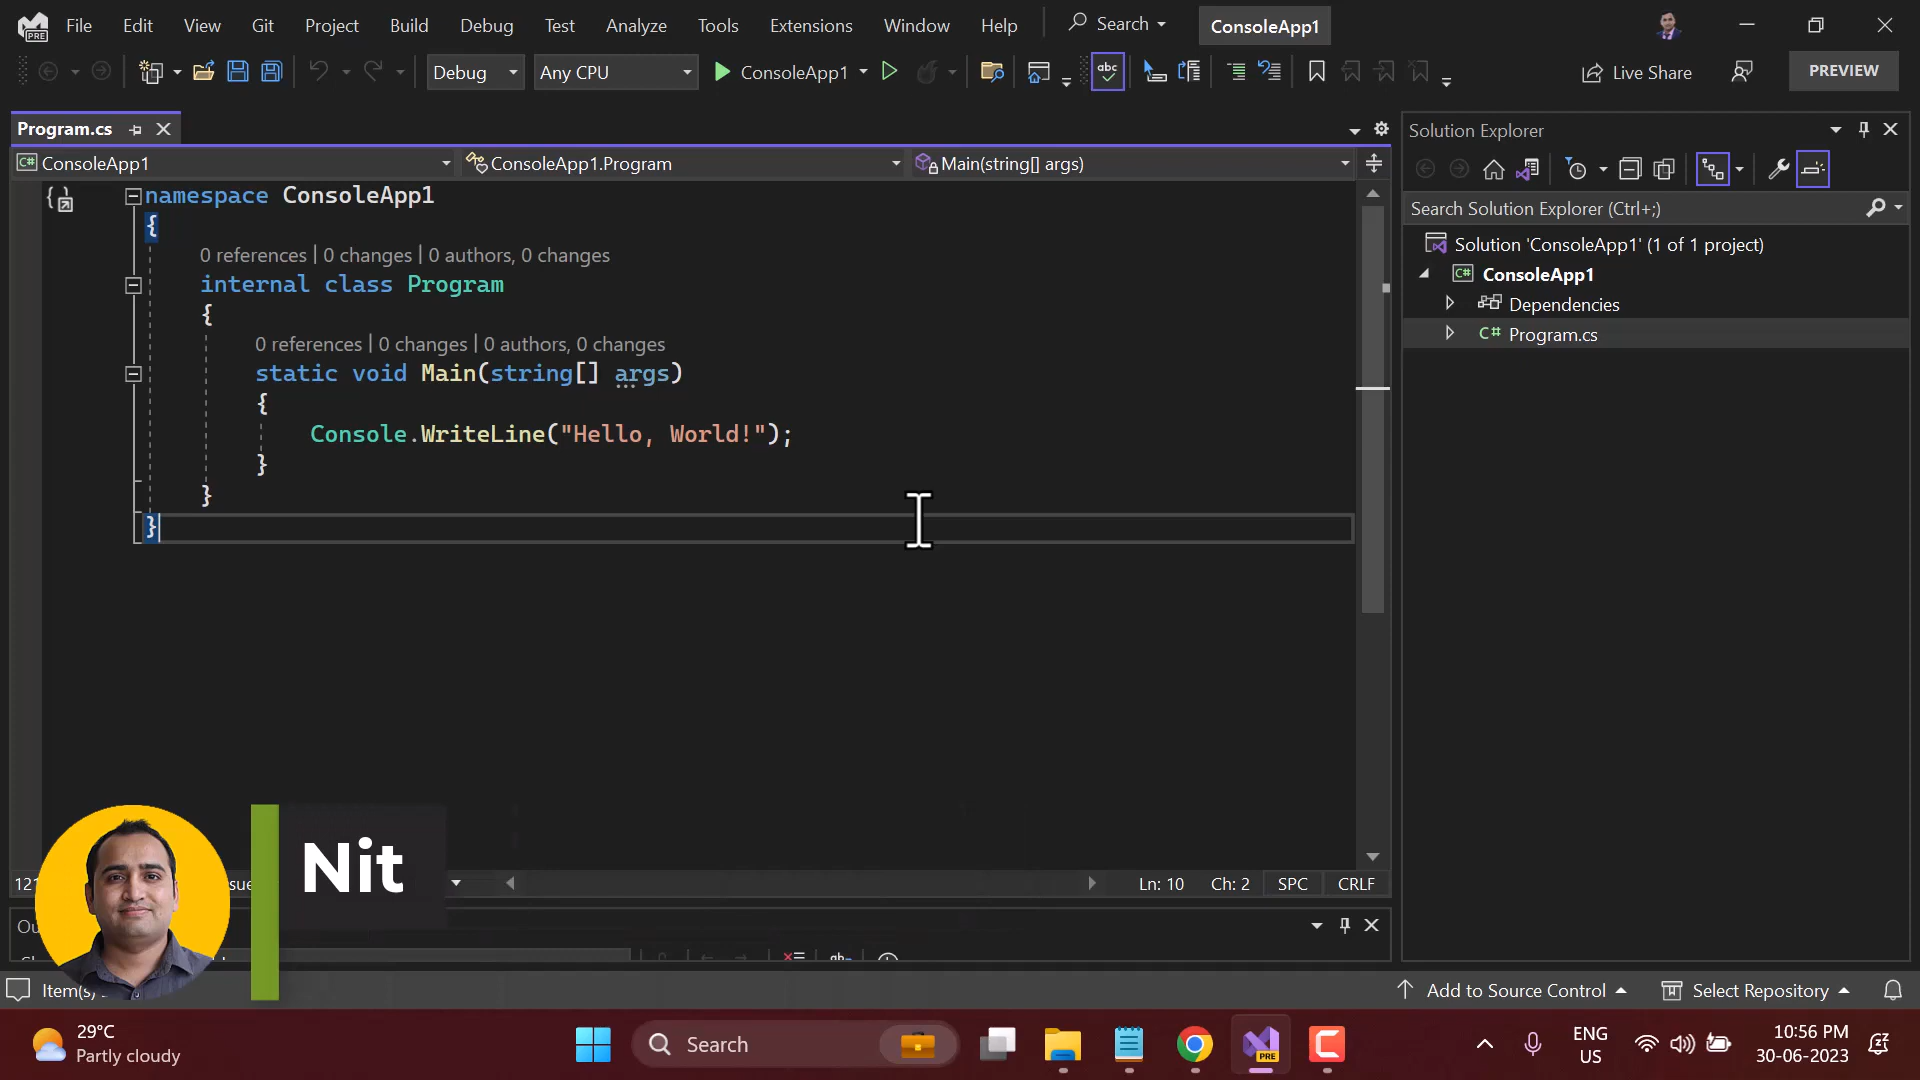 File Edit View Git Project Build Debug Test Analyze Tools Extensions Window Help Search ConsoleApp1
PRE
Debug Any CPU ConsoleApp1 abc Live Share PREVIEW
Program.cs
C# ConsoleApp1 ConsoleApp1.Program Main(string[] args)
namespace ConsoleApp1
{
0 references | 0 changes | 0 authors, 0 changes
internal class Program
{
0 references | 0 changes | 0 authors, 0 changes
static void Main(string[] args)
{
Console.WriteLine("Hello, World!");
}
}
}
Solution Explorer
Search Solution Explorer (Ctrl+;)
Solution 'ConsoleApp1' (1 of 1 project)
C# ConsoleApp1
Dependencies
C# Program.cs
Nit
Ln: 10 Ch: 2 SPC CRLF
Item(s)
Add to Source Control Select Repository
29°C
Partly cloudy
Search
PRE
ENG
US
10:56 PM
30-06-2023